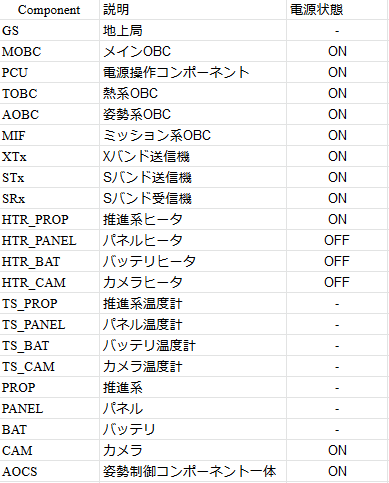 Component 説明 電源状態
GS 地上局 -
MOBC メインOBC ON
PCU 電源操作コンポーネント ON
TOBC 熱系OBC ON
AOBC 姿勢系OBC ON
MIF ミッション系OBC ON
XTx Xバンド送信機 ON
STx Sバンド送信機 ON
SRx Sバンド受信機 ON
HTR_PROP 推進系ヒータ ON
HTR_PANEL パネルヒータ OFF
HTR_BAT バッテリヒータ OFF
HTR_CAM カメラヒータ OFF
TS_PROP 推進系温度計 -
TS_PANEL パネル温度計 -
TS_BAT バッテリ温度計 -
TS_CAM カメラ温度計 -
PROP 推進系 -
PANEL パネル -
BAT バッテリ -
CAM カメラ ON
AOCS 姿勢制御コンポーネント一体 ON